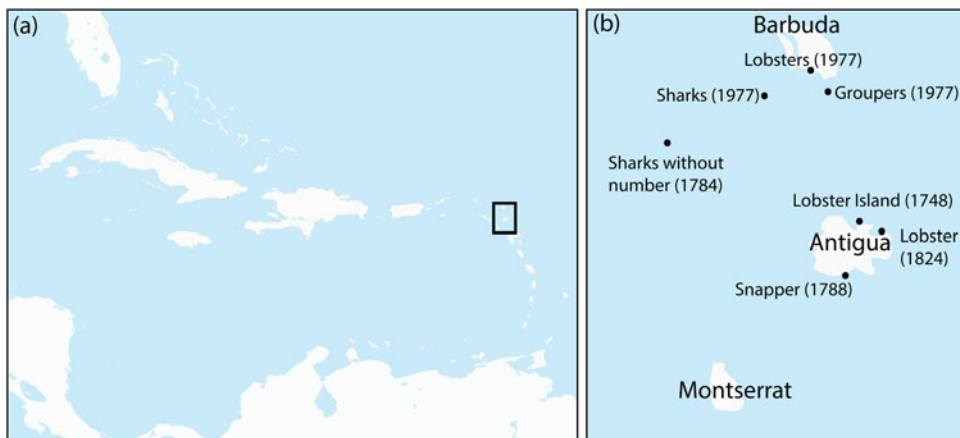 (a)
(b)
Barbuda
Lobsters (1977)
Sharks (1977)
Groupers (1977)
Sharks without
number (1784)
Lobster Island (1748)
Antigua
Lobster
(1824)
Snapper (1788)
Montserrat